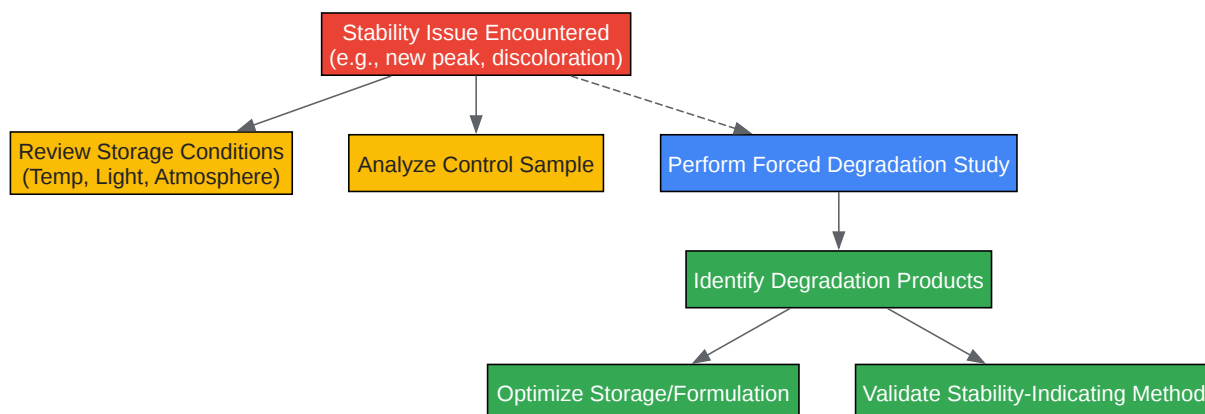 Stability Issue Encountered
(e.g., new peak, discoloration)
Review Storage Conditions
(Temp, Light, Atmosphere)
Analyze Control Sample
Perform Forced Degradation Study
Identify Degradation Products
Optimize Storage/Formulation
Validate Stability-Indicating Method